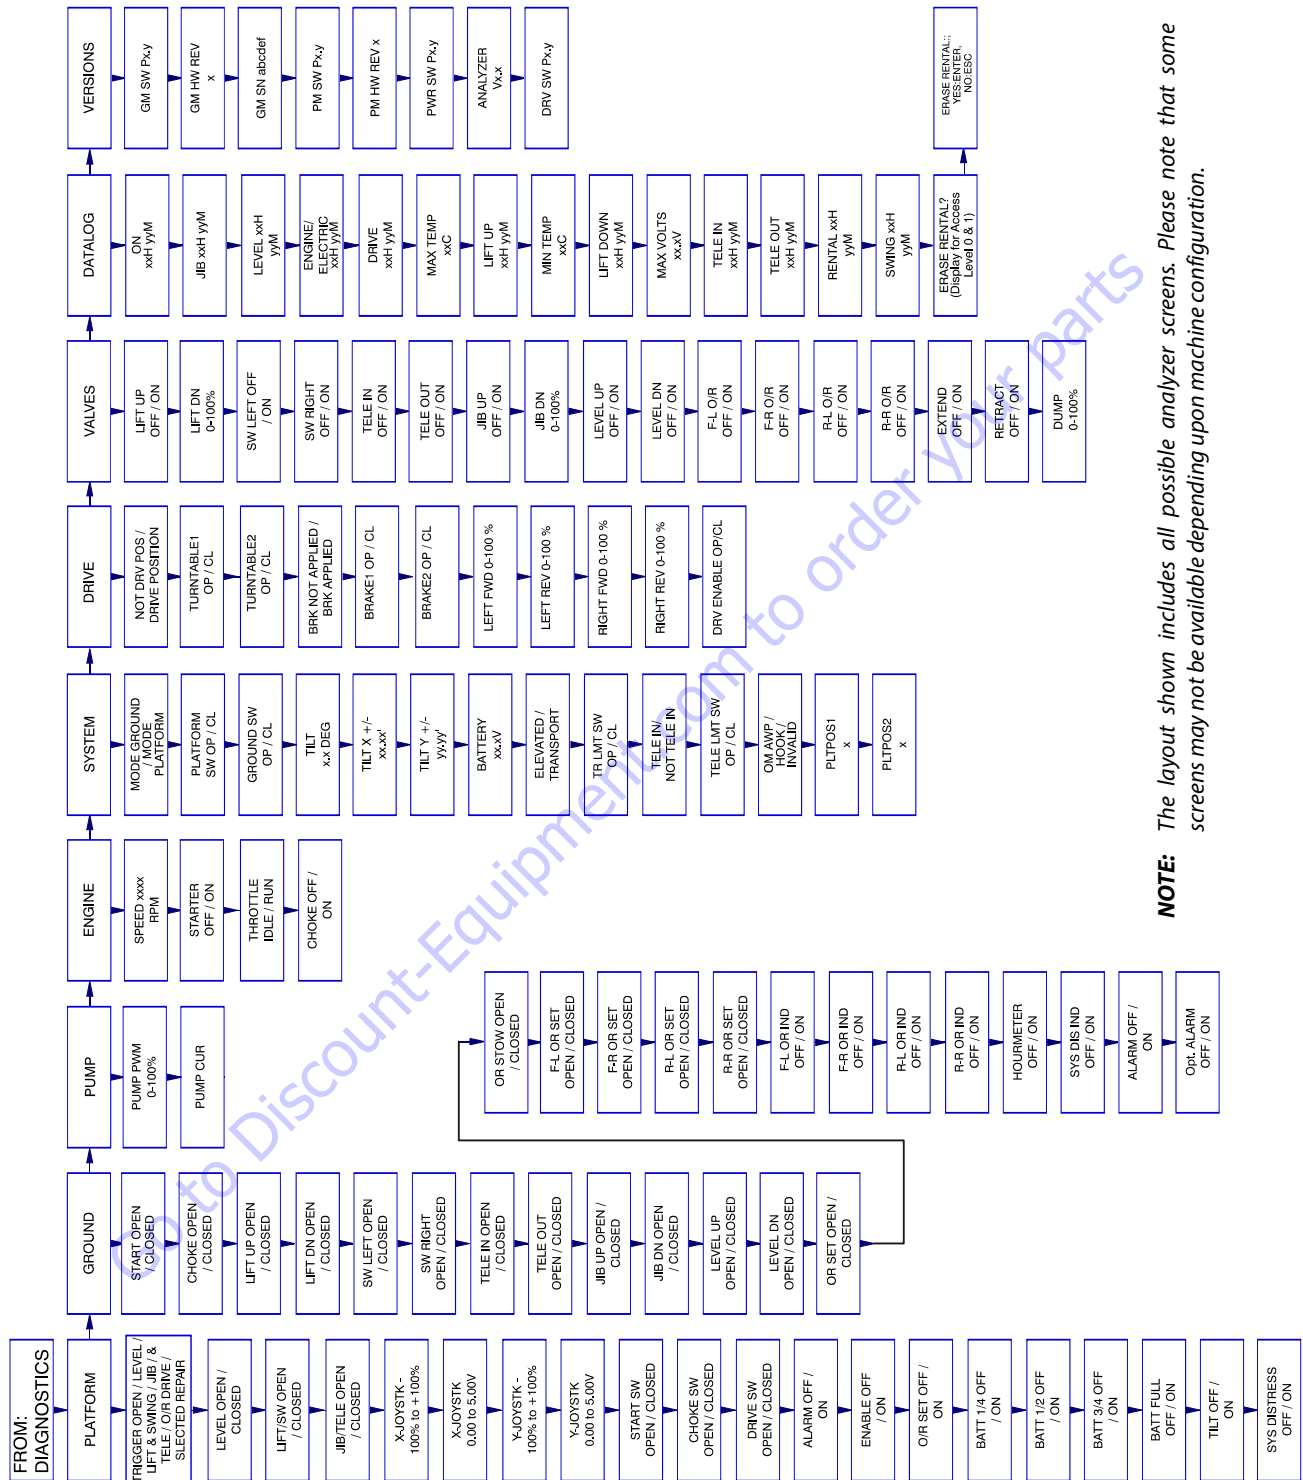 FROM:
DIAGNOSTICS
PLATFORM
TRIGGER OPEN / LEVEL /
LIFT & SWING / JIB / &
TELE / O/R DRIVE /
SLECTED REPAIR
LEVEL OPEN /
CLOSED
LIFT/SW OPEN
/ CLOSED
JIB/TELE OPEN
/ CLOSED
X-JOYSTK -
100% to + 100%
X-JOYSTK
0.00 to 5.00V
Y-JOYSTK -
100% to + 100%
Y-JOYSTK
0.00 to 5.00V
START SW
OPEN / CLOSED
CHOKE SW
OPEN / CLOSED
DRIVE SW
OPEN / CLOSED
ALARM OFF /
ON
ENABLE OFF
/ ON
O/R SET OFF /
ON
BATT 1/4 OFF
/ ON
BATT 1/2 OFF
/ ON
BATT 3/4 OFF
/ ON
BATT FULL
OFF / ON
TILT OFF /
ON
SYS DISTRESS
OFF / ON
GROUND
START OPEN
/ CLOSED
CHOKE OPEN
/ CLOSED
LIFT UP OPEN
/ CLOSED
LIFT DN OPEN
/ CLOSED
SW LEFT OPEN
/ CLOSED
SW RIGHT
OPEN / CLOSED
TELE IN OPEN
/ CLOSED
TELE OUT
OPEN / CLOSED
JIB UP OPEN /
CLOSED
JIB DN OPEN
/ CLOSED
LEVEL UP
OPEN / CLOSED
LEVEL DN
OPEN / CLOSED
OR SET OPEN /
CLOSED
OR STOW OPEN
/ CLOSED
F-L OR SET
OPEN / CLOSED
F-R OR SET
OPEN / CLOSED
R-L OR SET
OPEN / CLOSED
R-R OR SET
OPEN / CLOSED
F-L OR IND
OFF / ON
F-R OR IND
OFF / ON
R-L OR IND
OFF / ON
R-R OR IND
OFF / ON
HOURMETER
OFF / ON
SYS DIS IND
OFF / ON
ALARM OFF /
ON
Opt. ALARM
OFF / ON
PUMP
PUMP PWM
0-100%
PUMP CUR
ENGINE
SPEED xxxx
RPM
STARTER
OFF / ON
THROTTLE
IDLE / RUN
CHOKE OFF /
ON
SYSTEM
MODE GROUND
/ MODE
PLATFORM
PLATFORM
SW OP / CL
GROUND SW
OP / CL
TILT
x.x DEG
TILT X +/-
xx.xx'
TILT Y +/-
yy.yy'
BATTERY
xx.xV
ELEVATED /
TRANSPORT
TR LMT SW
OP / CL
TELE IN/
NOT TELE IN
TELE LMT SW
OP / CL
OM AWP /
HOOK /
INVALID
PLTPOS1
x
PLTPOS2
x
DRIVE
NOT DRV POS /
DRIVE POSITION
TURNTABLE1
OP / CL
TURNTABLE2
OP / CL
BRK NOT APPLIED /
BRK APPLIED
BRAKE1 OP / CL
BRAKE2 OP / CL
LEFT FWD 0-100 %
LEFT REV 0-100 %
RIGHT FWD 0-100 %
RIGHT REV 0-100 %
DRV ENABLE OP/CL
VALVES
LIFT UP
OFF / ON
LIFT DN
0-100%
SW LEFT OFF
/ ON
SW RIGHT
OFF / ON
TELE IN
OFF / ON
TELE OUT
OFF / ON
JIB UP
OFF / ON
JIB DN
0-100%
LEVEL UP
OFF / ON
LEVEL DN
OFF / ON
F-L O/R
OFF / ON
F-R O/R
OFF / ON
R-L O/R
OFF / ON
R-R O/R
OFF / ON
EXTEND
OFF / ON
RETRACT
OFF / ON
DUMP
0-100%
DATALOG
ON
xxH yyM
JIB xxH yyM
LEVEL xxH
yyM
ENGINE/
ELECTRIC
xxH yyM
DRIVE
xxH yyM
MAX TEMP
xxC
LIFT UP
xxH yyM
MIN TEMP
xxC
LIFT DOWN
xxH yyM
MAX VOLTS
xx.xV
TELE IN
xxH yyM
TELE OUT
xxH yyM
RENTAL xxH
yyM
SWING xxH
yyM
ERASE RENTAL?
(Display for Access
Level 0 & 1)
ERASE RENTAL:;
YES:ENTER,
NO:ESC
VERSIONS
GM SW Px.y
GM HW REV
x
GM SN abcdef
PM SW Px.y
PM HW REV x
PWR SW Px.y
ANALYZER
Vx.x
DRV SW Px.y
NOTE: The layout shown includes all possible analyzer screens. Please note that some
screens may not be available depending upon machine configuration.
Go to Discount-Equipment.com to order your parts